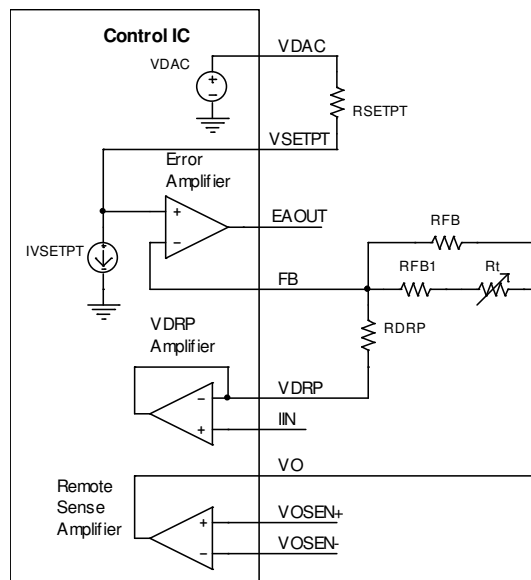 Control IC
VDAC
VDAC
+
−
RSETPT
VSETPT
Error
Amplifier
+
−
EAOUT
IVSETPT
RFB
FB
RFB1
Rt
RDRP
VDRP
Amplifier
VDRP
−
+
IIN
VO
Remote
Sense
Amplifier
+
VOSEN+
−
VOSEN-